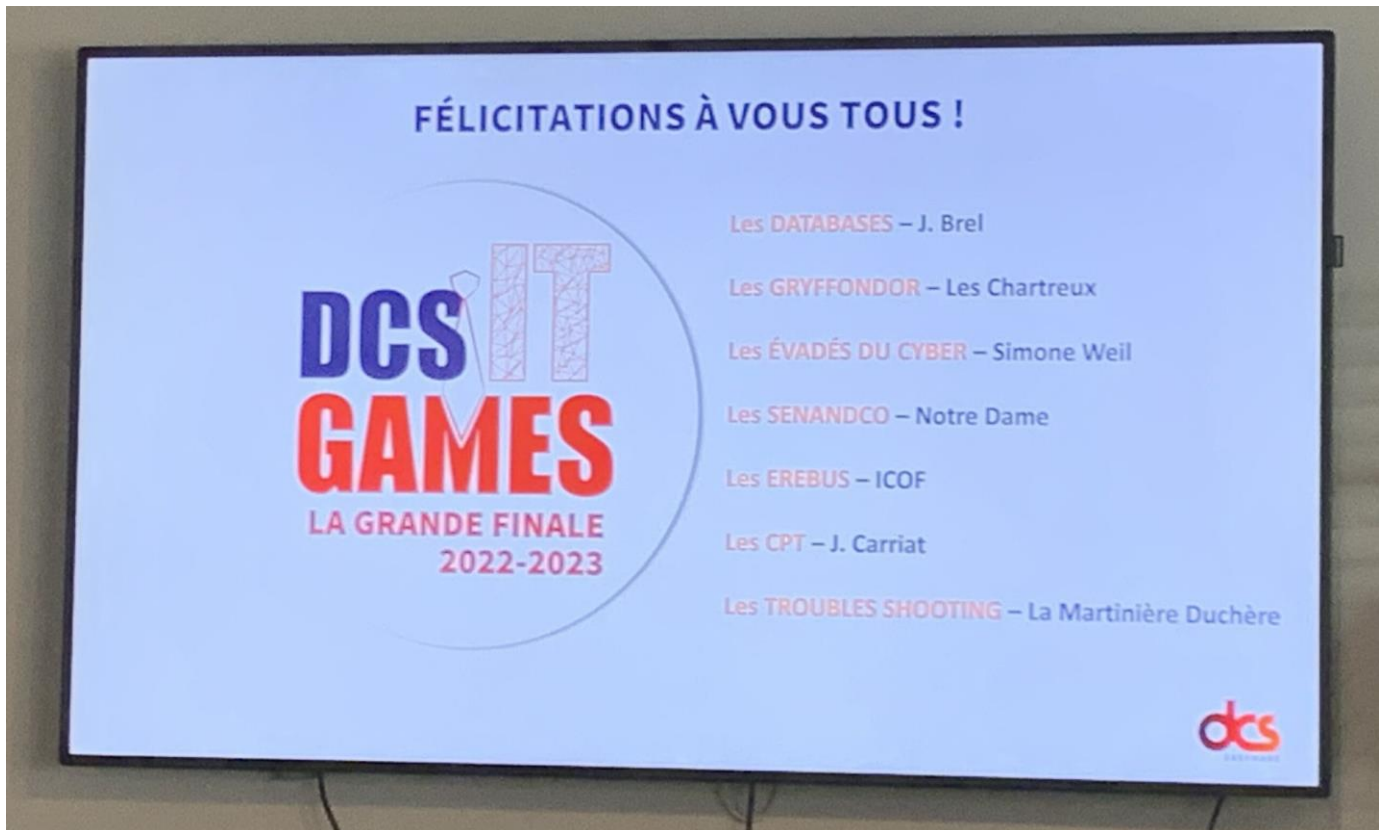 FÉLICITATIONS À VOUS TOUS !
DCS IT
GAMES
LA GRANDE FINALE
2022-2023
Les DATABASES – J. Brel
Les GRYFFONDOR – Les Chartreux
Les ÉVADÉS DU CYBER – Simone Weil
Les SENANDCO – Notre Dame
Les EREBUS – ICOF
Les CPT – J. Carriat
Les TROUBLES SHOOTING – La Martinière Duchère
dcs